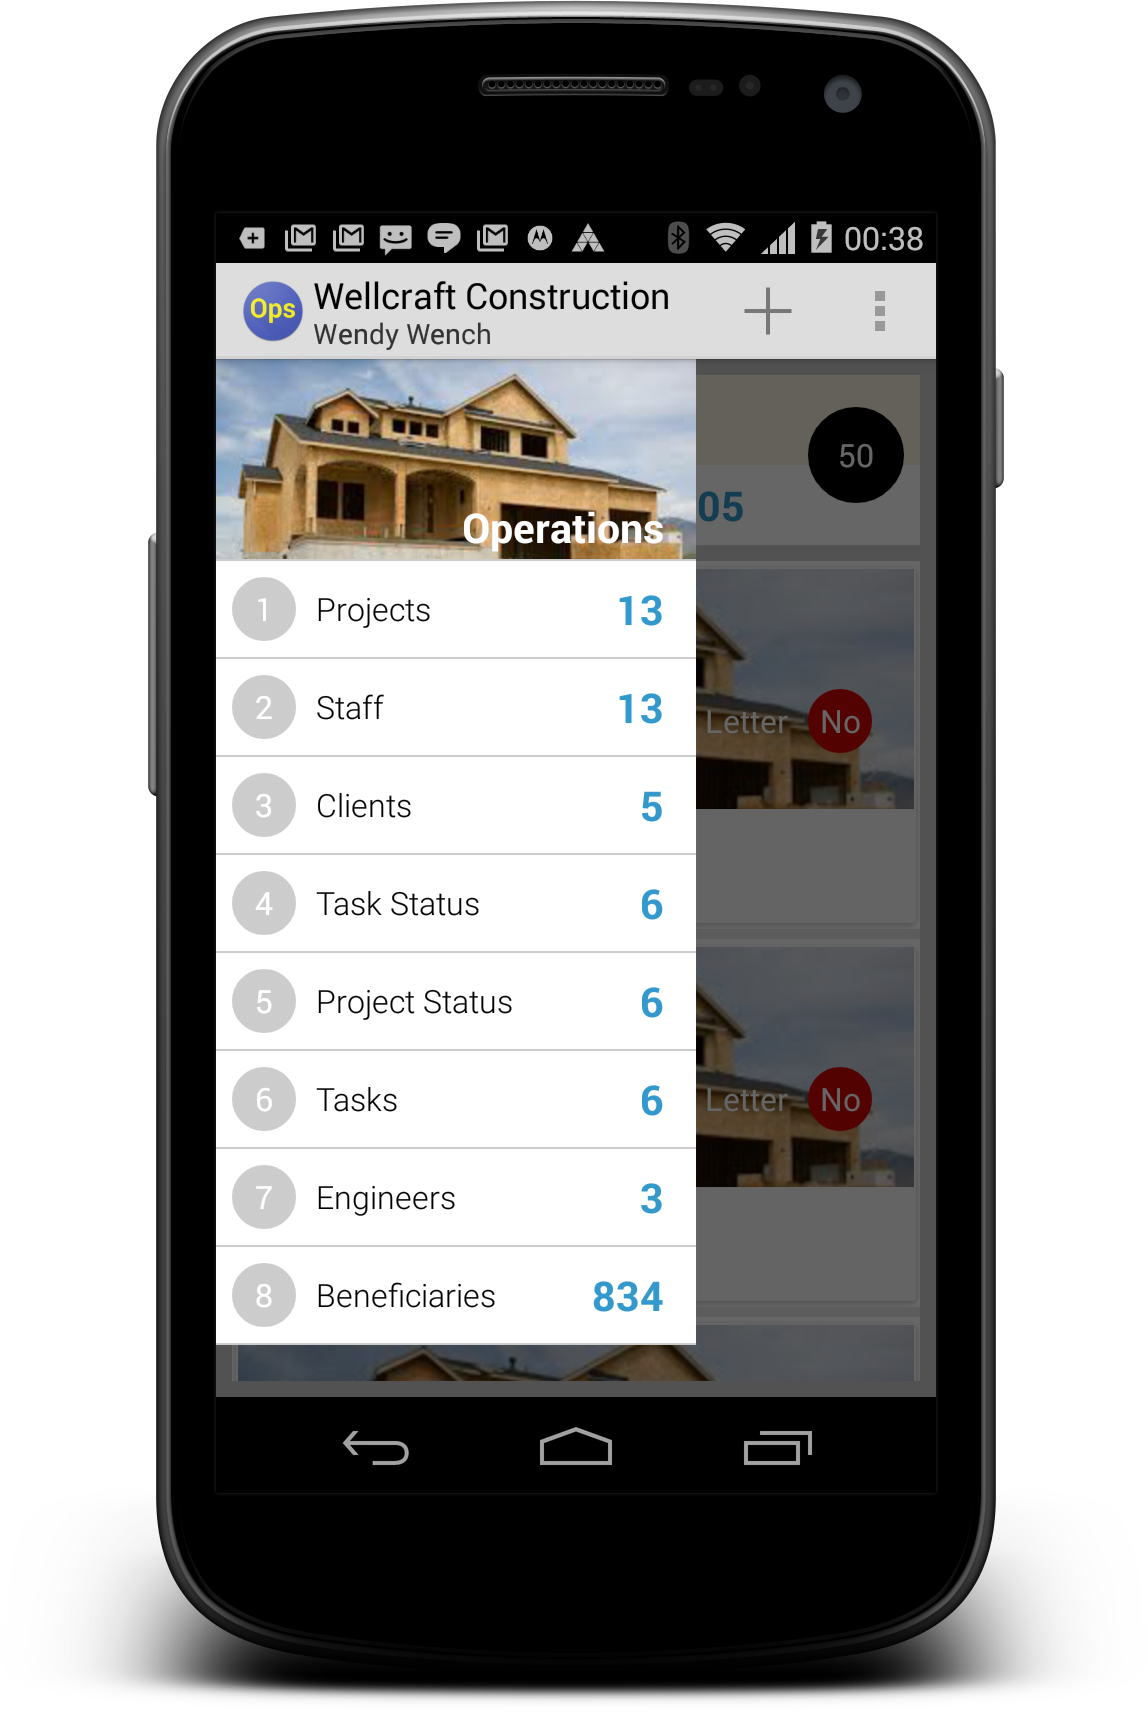 00:38
Ops
Wellcraft Construction
Wendy Wench
50
05
Operations
1 Projects 13
2 Staff 13
Letter No
3 Clients 5
4 Task Status 6
5 Project Status 6
6 Tasks 6
Letter No
7 Engineers 3
8 Beneficiaries 834